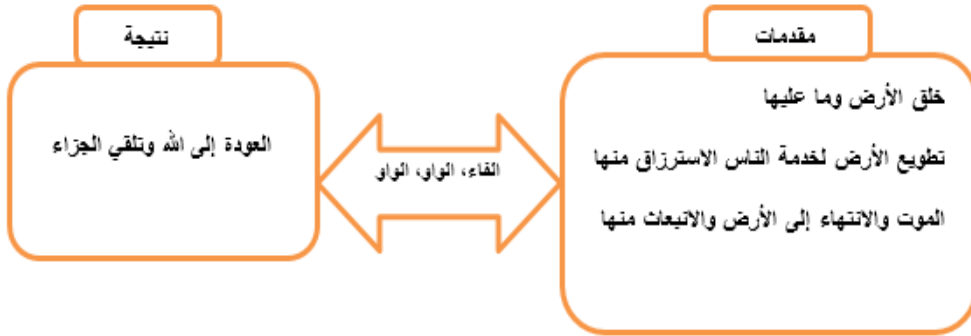 مقدمات
خلق الأرض وما عليها
تطويع الأرض لخدمة الناس الاسترزاق منها
الموت والانتهاء إلى الأرض والانبعاث منها
الفاء، الواو، الواو
نتيجة
العودة إلى الله وتلقي الجزاء